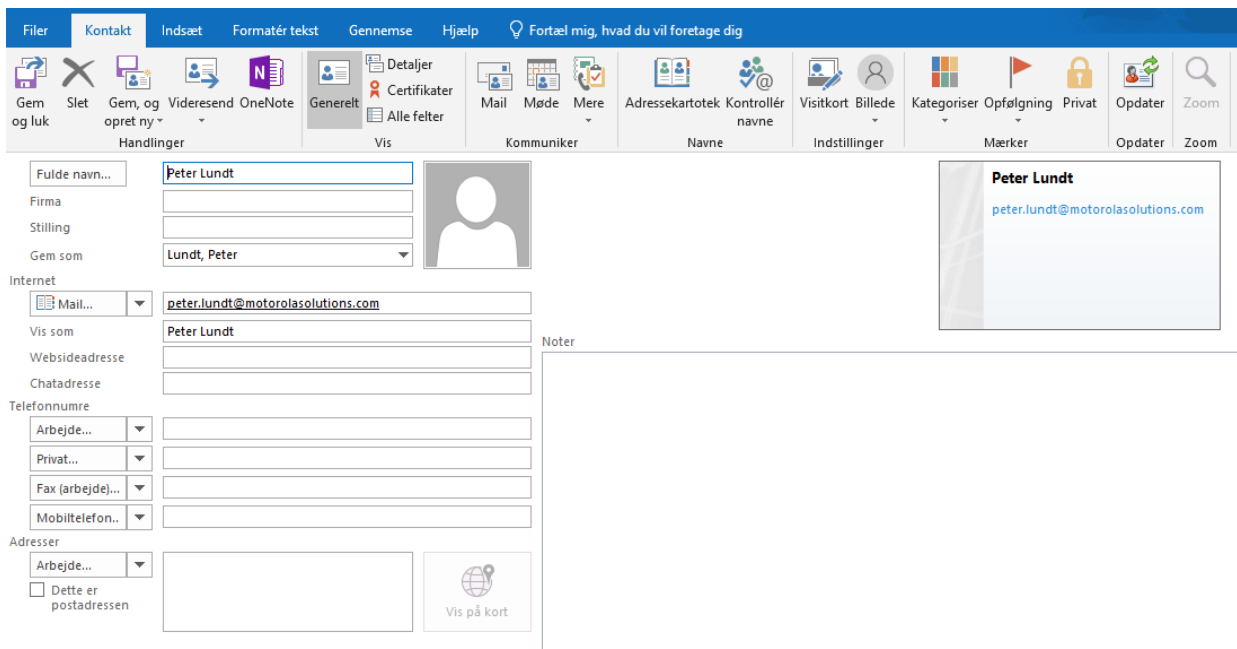 Filer Kontakt Indsæt Formatér tekst Gennemse Hjælp Fortæl mig, hvad du vil foretage dig
Gem og luk
Slet
Gem, og opret ny
Videresend
OneNote
Handlinger
Generelt
Detaljer
Certifikater
Alle felter
Vis
Mail
Møde
Mere
Kommuniker
Adressekartotek
Kontrollér navne
Navne
Visitkort
Billede
Indstillinger
Kategoriser
Opfølgning
Privat
Mærker
Opdater
Opdater
Zoom
Zoom
Fulde navn... Peter Lundt
Firma
Stilling
Gem som Lundt, Peter
Internet
Mail... peter.lundt@motorolasolutions.com
Vis som Peter Lundt
Websideadresse
Chatadresse
Telefonnumre
Arbejde...
Privat...
Fax (arbejde)...
Mobiltelefon..
Adresser
Arbejde...
Dette er
postadressen
Vis på kort
Peter Lundt
peter.lundt@motorolasolutions.com
Noter